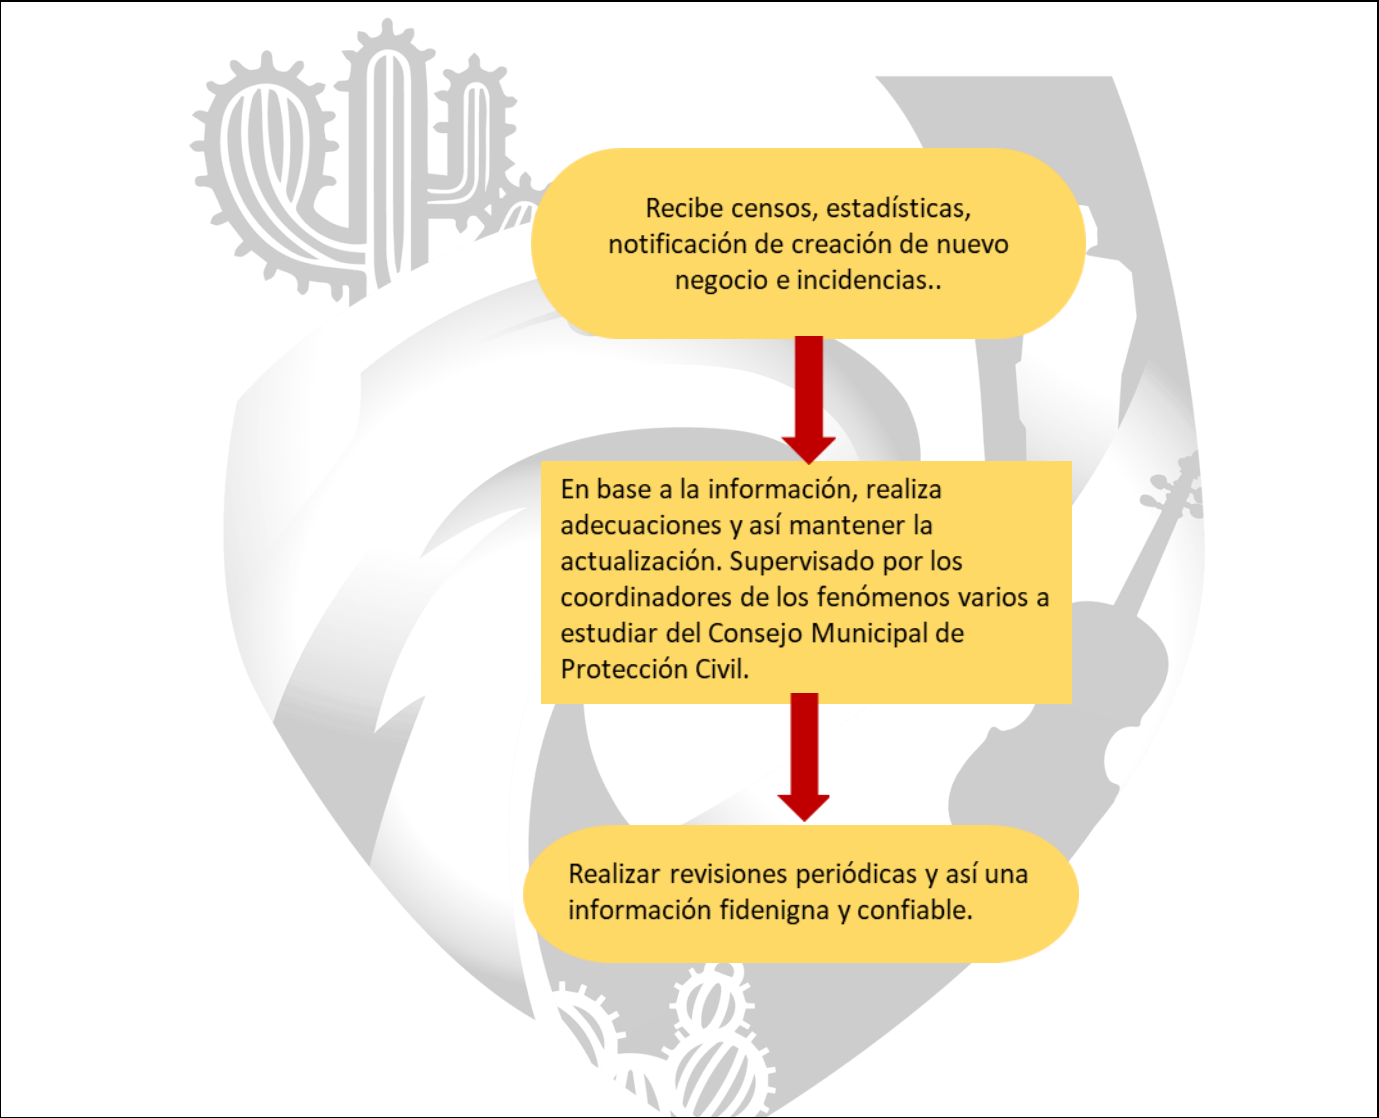 Recibe censos, estadísticas,
notificación de creación de nuevo
negocio e incidencias..
En base a la información, realiza
adecuaciones y así mantener la
actualización. Supervisado por los
coordinadores de los fenómenos varios a
estudiar del Consejo Municipal de
Protección Civil.
Realizar revisiones periódicas y así una
información fidenigna y confiable.